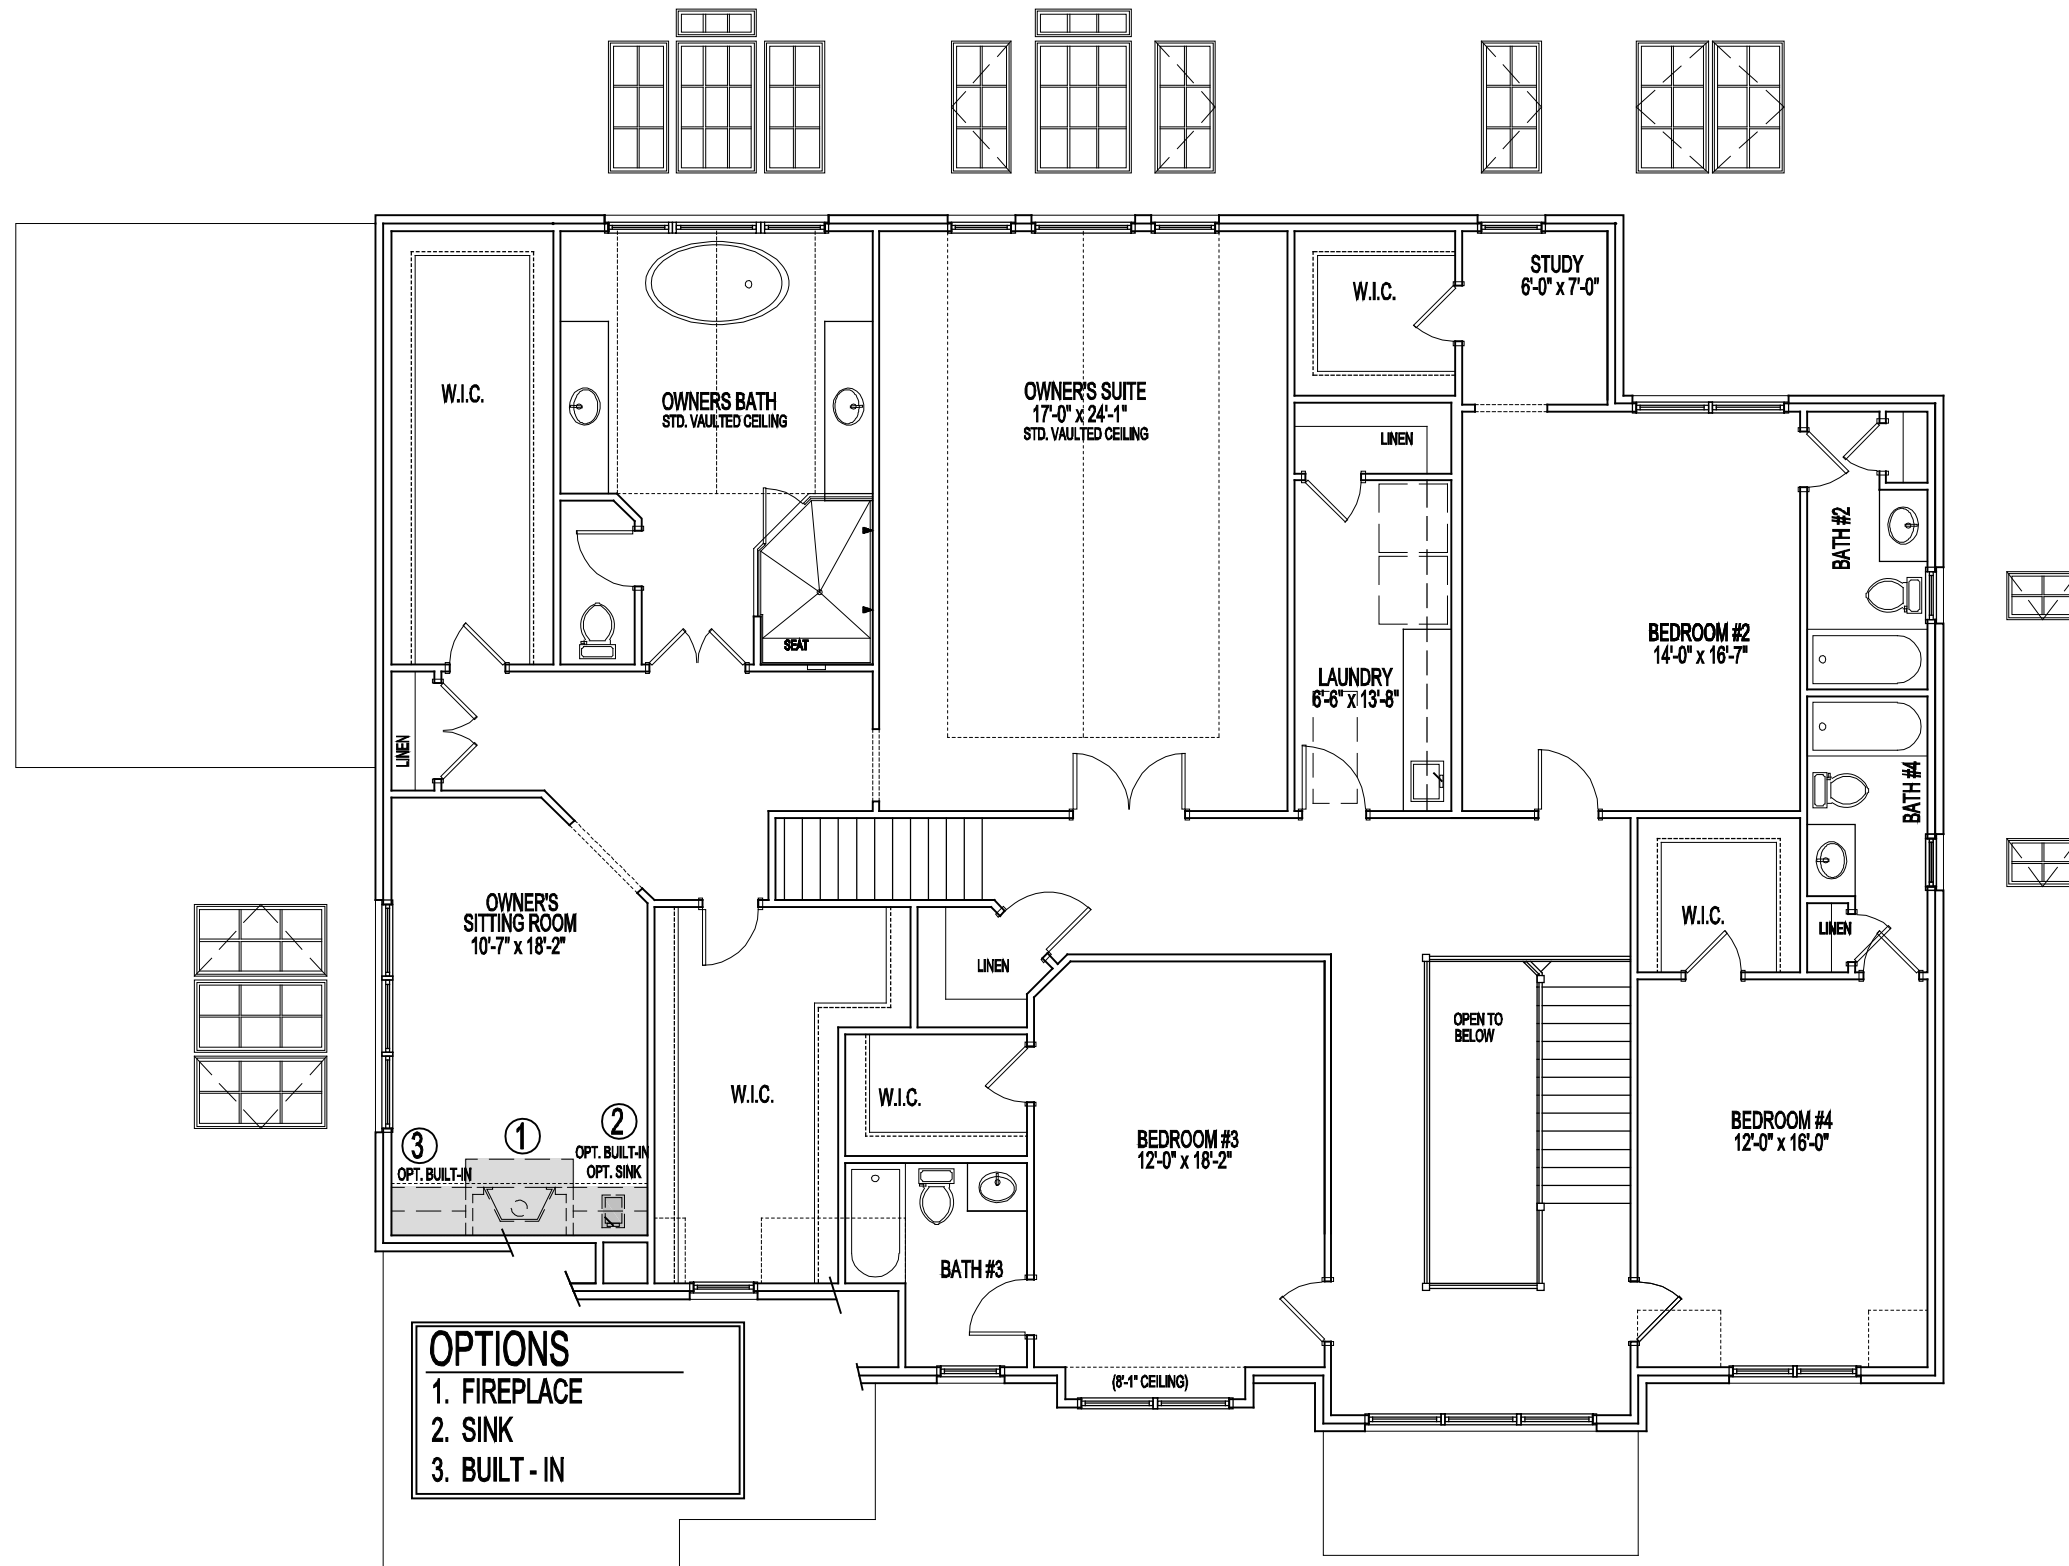 STUDY
6'-0" x 7'-0"
W.I.C.
W.I.C.
OWNERS BATH
STD. VAULTED CEILING
OWNER'S SUITE
17'-0" x 24'-1"
STD. VAULTED CEILING
LINEN
BATH #2
BEDROOM #2
14'-0" x 16'-7"
SEAT
LAUNDRY
6'-6" x 13'-8"
LINEN
BATH #4
OWNER'S
SITTING ROOM
10'-7" x 18'-2"
W.I.C.
LINEN
LINEN
OPEN TO
BELOW
W.I.C.
W.I.C.
BEDROOM #3
12'-0" x 18'-2"
BEDROOM #4
12'-0" x 16'-0"
3
OPT. BUILT-IN
1
2
OPT. BUILT-IN
OPT. SINK
BATH #3
(8'-1" CEILING)
OPTIONS
1. FIREPLACE
2. SINK
3. BUILT - IN